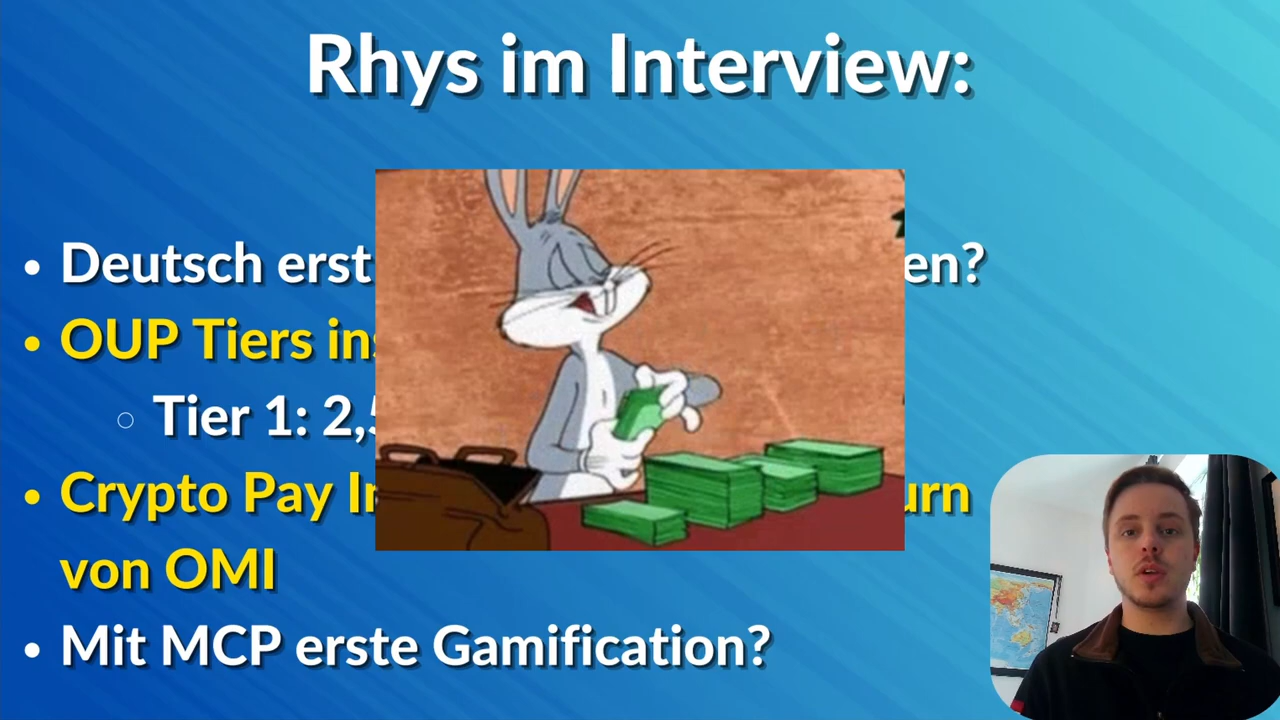 Rhys im Interview:
• Deutsch erst en?
• OUP Tiers ins
○ Tier 1: 2,5
• Crypto Pay In urn
von OMI
• Mit MCP erste Gamification?